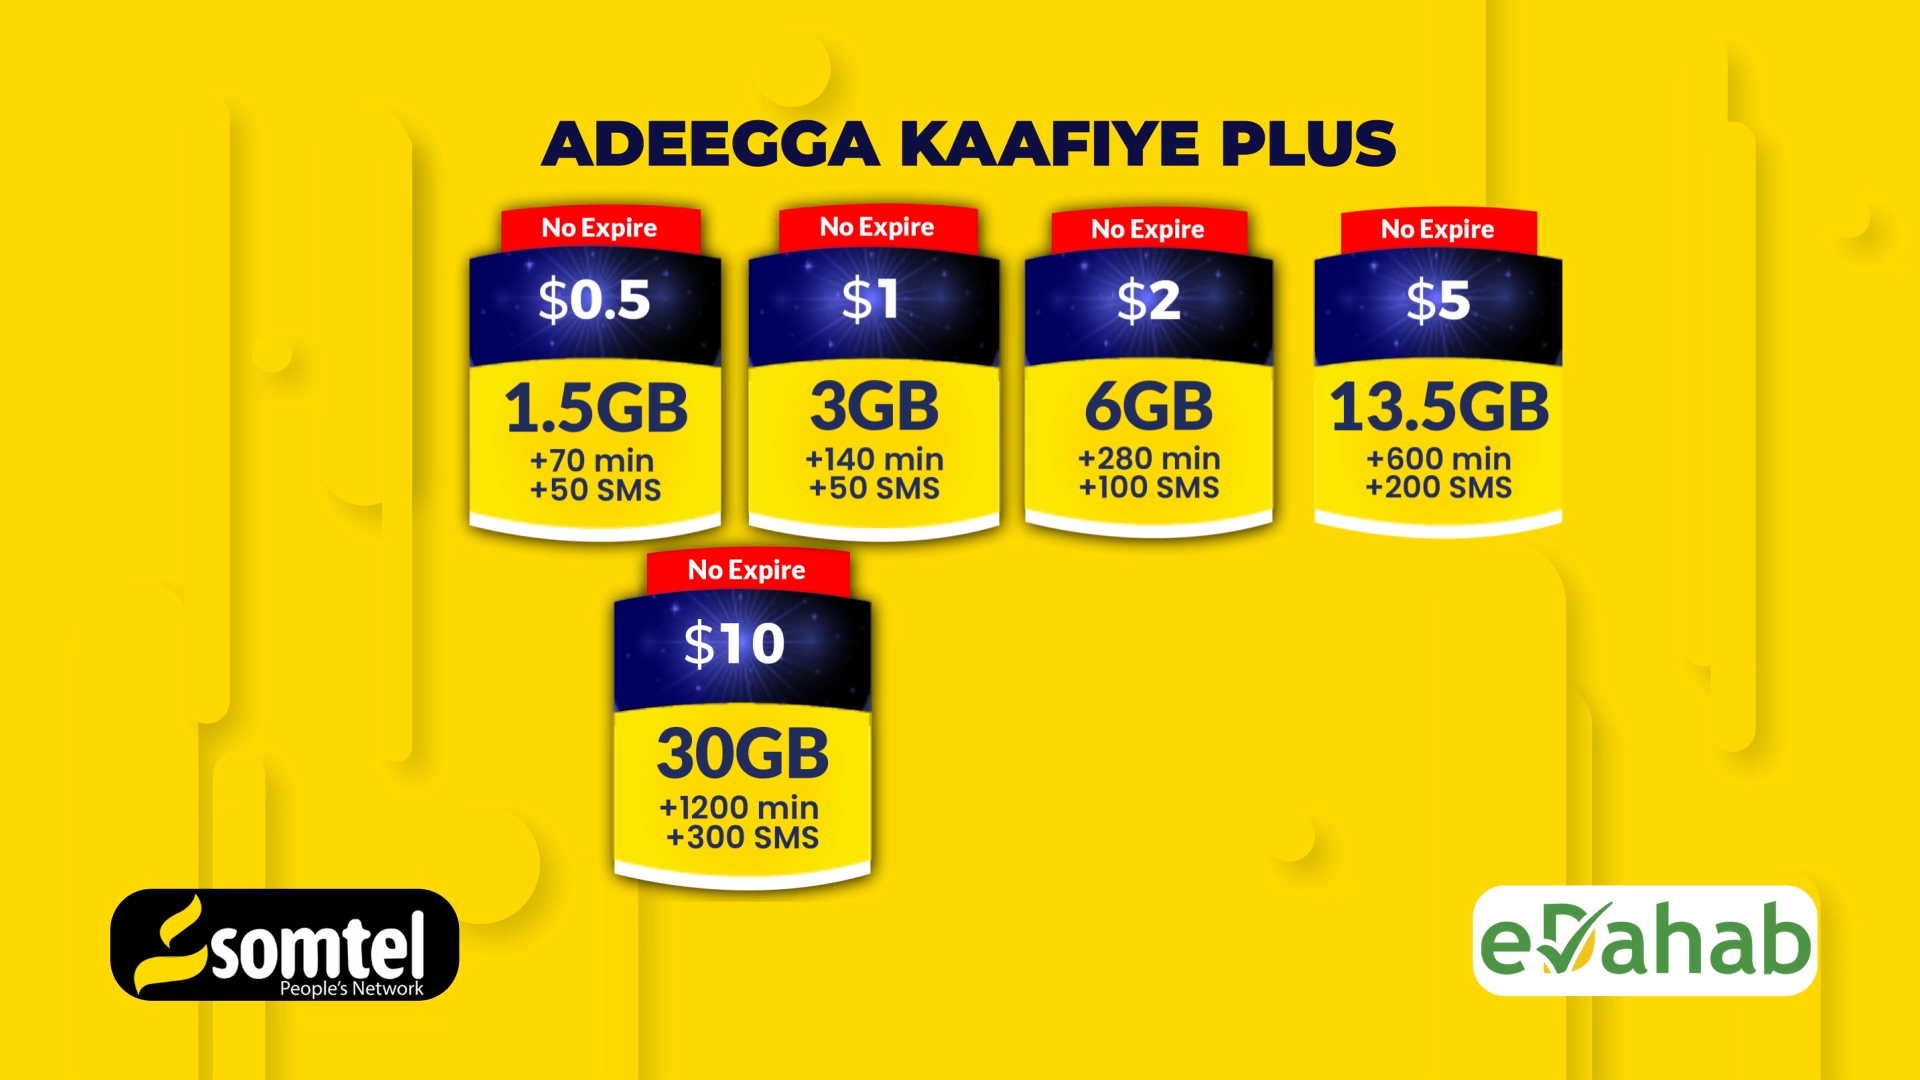 ADEEGGA KAAFIYE PLUS
No Expire
$0.5
1.5GB
+70 min
+50 SMS
No Expire
$1
3GB
+140 min
+50 SMS
No Expire
$2
6GB
+280 min
+100 SMS
No Expire
$5
13.5GB
+600 min
+200 SMS
No Expire
$10
30GB
+1200 min
+300 SMS
somtel
People's Network
eDahab